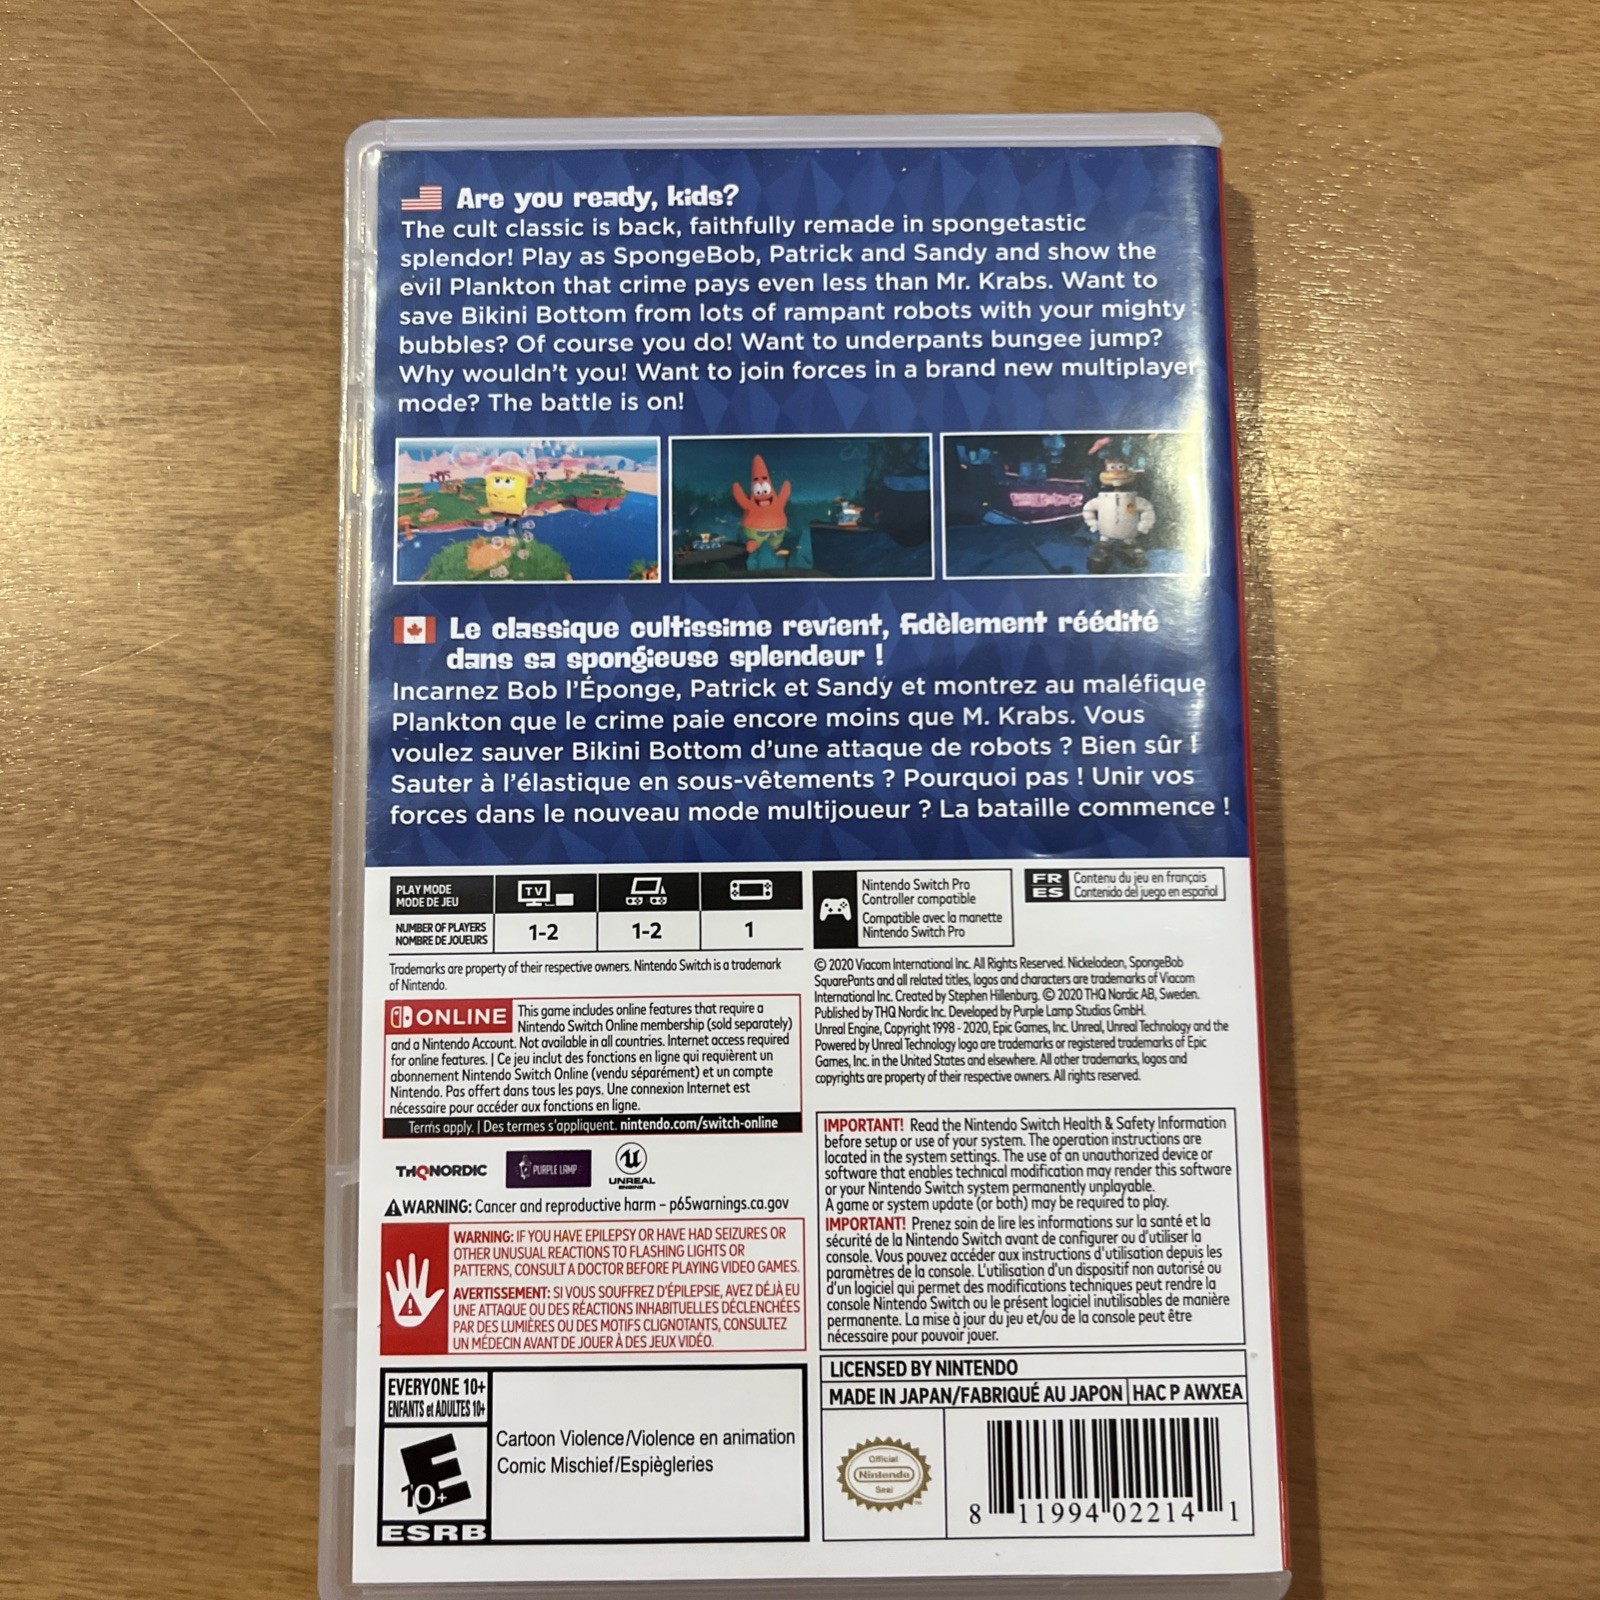 Are you ready, kids?
The cult classic is back, faithfully remade in spongetastic
splendor! Play as SpongeBob, Patrick and Sandy and show the
evil Plankton that crime pays even less than Mr. Krabs. Want to
save Bikini Bottom from lots of rampant robots with your mighty
bubbles? Of course you do! Want to underpants bungee jump?
Why wouldn't you! Want to join forces in a brand new multiplayer
mode? The battle is on!
Le classique cultissime revient, fidèlement réédité
dans sa spongieuse splendeur !
Incarnez Bob l'Éponge, Patrick et Sandy et montrez au maléfique
Plankton que le crime paie encore moins que M. Krabs. Vous
voulez sauver Bikini Bottom d'une attaque de robots ? Bien sûr !
Sauter à l'élastique en sous-vêtements ? Pourquoi pas ! Unir vos
forces dans le nouveau mode multijoueur ? La bataille commence !
PLAY MODE
MODE DE JEU
TV
NUMBER OF PLAYERS
NOMBRE DE JOUEURS
1-2
1-2
1
Nintendo Switch Pro
Controller compatible
Compatible avec la manette
Nintendo Switch Pro
FR Contenu du jeu en français
ES Contenido del juego en español
Trademarks are property of their respective owners. Nintendo Switch is a trademark
of Nintendo.
ONLINE
This game includes online features that require a
Nintendo Switch Online membership (sold separately)
and a Nintendo Account. Not available in all countries. Internet access required
for online features. | Ce jeu inclut des fonctions en ligne qui requièrent un
abonnement Nintendo Switch Online (vendu séparément) et un compte
Nintendo. Pas offert dans tous les pays. Une connexion Internet est
nécessaire pour accéder aux fonctions en ligne.
Terms apply. | Des termes s'appliquent. nintendo.com/switch-online
© 2020 Viacom International Inc. All Rights Reserved. Nickelodeon, SpongeBob
SquarePants and all related titles, logos and characters are trademarks of Viacom
International Inc. Created by Stephen Hillenburg. © 2020 THQ Nordic AB, Sweden.
Published by THQ Nordic Inc. Developed by Purple Lamp Studios GmbH.
Unreal Engine, Copyright 1998 - 2020, Epic Games, Inc. Unreal, Unreal Technology and the
Powered by Unreal Technology logo are trademarks or registered trademarks of Epic
Games, Inc. in the United States and elsewhere. All other trademarks, logos and
copyrights are property of their respective owners. All rights reserved.
THQ NORDIC
PURPLE LAMP
UNREAL
ENGINE
WARNING: Cancer and reproductive harm – p65warnings.ca.gov
WARNING: IF YOU HAVE EPILEPSY OR HAVE HAD SEIZURES OR
OTHER UNUSUAL REACTIONS TO FLASHING LIGHTS OR
PATTERNS, CONSULT A DOCTOR BEFORE PLAYING VIDEO GAMES.
AVERTISSEMENT: SI VOUS SOUFFREZ D'ÉPILEPSIE, AVEZ DÉJÀ EU
UNE ATTAQUE OU DES RÉACTIONS INHABITUELLES DÉCLENCHÉES
PAR DES LUMIÈRES OU DES MOTIFS CLIGNOTANTS, CONSULTEZ
UN MÉDECIN AVANT DE JOUER À DES JEUX VIDÉO.
IMPORTANT! Read the Nintendo Switch Health & Safety Information
before setup or use of your system. The operation instructions are
located in the system settings. The use of an unauthorized device or
software that enables technical modification may render this software
or your Nintendo Switch system permanently unplayable.
A game or system update (or both) may be required to play.
IMPORTANT! Prenez soin de lire les informations sur la santé et la
sécurité de la Nintendo Switch avant de configurer ou d'utiliser la
console. Vous pouvez accéder aux instructions d'utilisation depuis les
paramètres de la console. L'utilisation d'un dispositif non autorisé ou
d'un logiciel qui permet des modifications techniques peut rendre la
console Nintendo Switch ou le présent logiciel inutilisables de manière
permanente. La mise à jour du jeu et/ou de la console peut être
nécessaire pour pouvoir jouer.
EVERYONE 10+
ENFANTS et ADULTES 10+
E
10+
ESRB
Cartoon Violence/Violence en animation
Comic Mischief/Espiègleries
LICENSED BY NINTENDO
MADE IN JAPAN/FABRIQUÉ AU JAPON HAC P AWXEA
Official
Nintendo
Seal
8 11994 02214 1